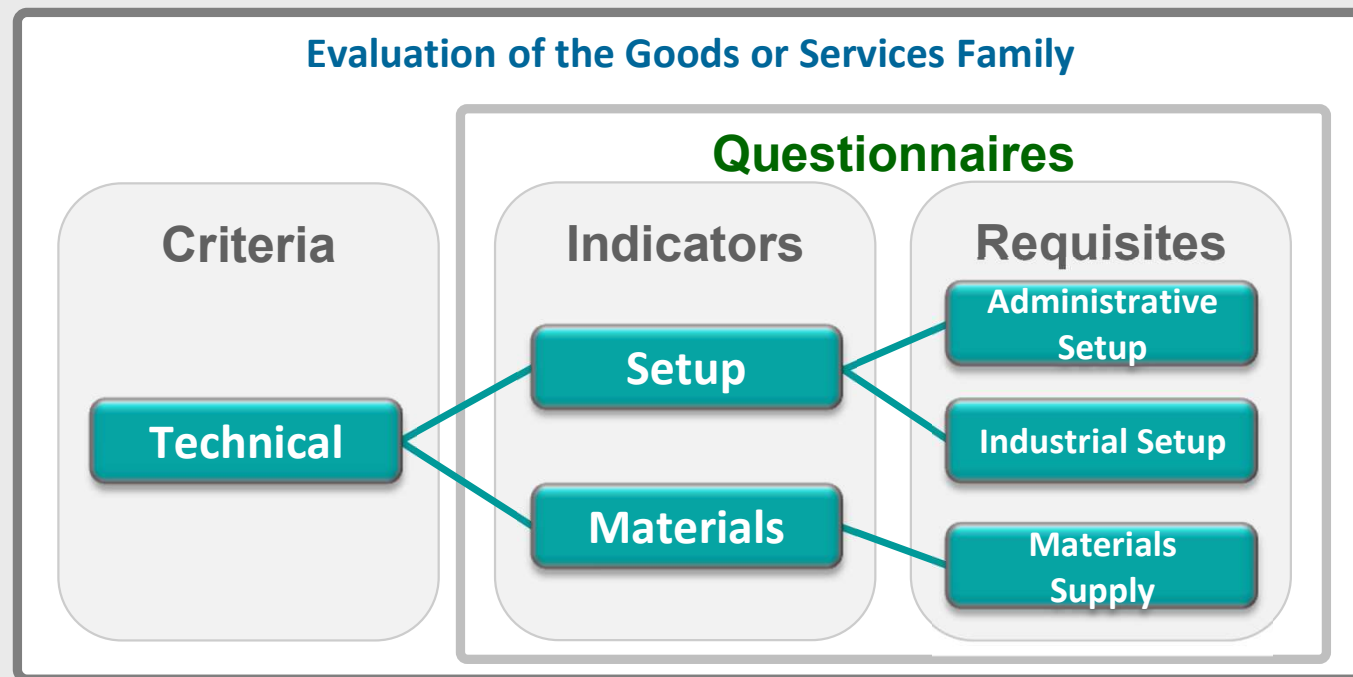 Evaluation of the Goods or Services Family
Questionnaires
Criteria
Indicators
Requisites
Technical
Setup
Materials
Administrative
Setup
Industrial Setup
Materials
Supply